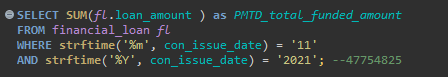 SELECT SUM(fl.loan_amount ) as PMTD_total_funded_amount
FROM financial_loan fl
WHERE strftime('%m', con_issue_date) = '11'
AND strftime('%Y', con_issue_date) = '2021'; --47754825